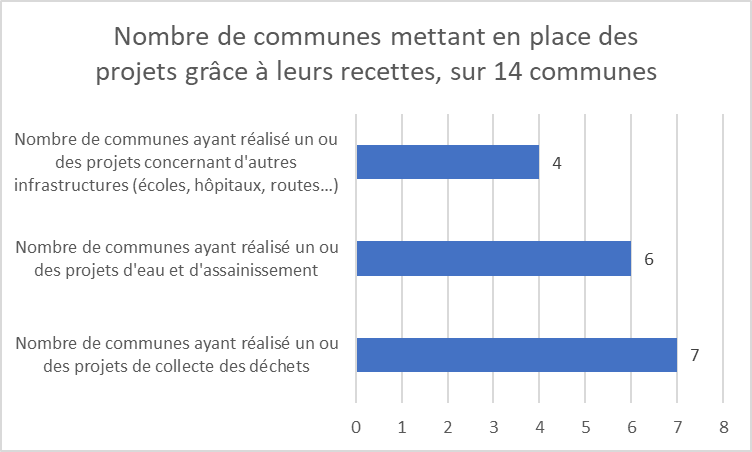 Nombre de communes mettant en place des
projets grâce à leurs recettes, sur 14 communes
Nombre de communes ayant réalisé un ou
des projets concernant d'autres
infrastructures (écoles, hôpitaux, routes…)
4
Nombre de communes ayant réalisé un ou
des projets d'eau et d'assainissement
6
Nombre de communes ayant réalisé un ou
des projets de collecte des déchets
7
0 1 2 3 4 5 6 7 8